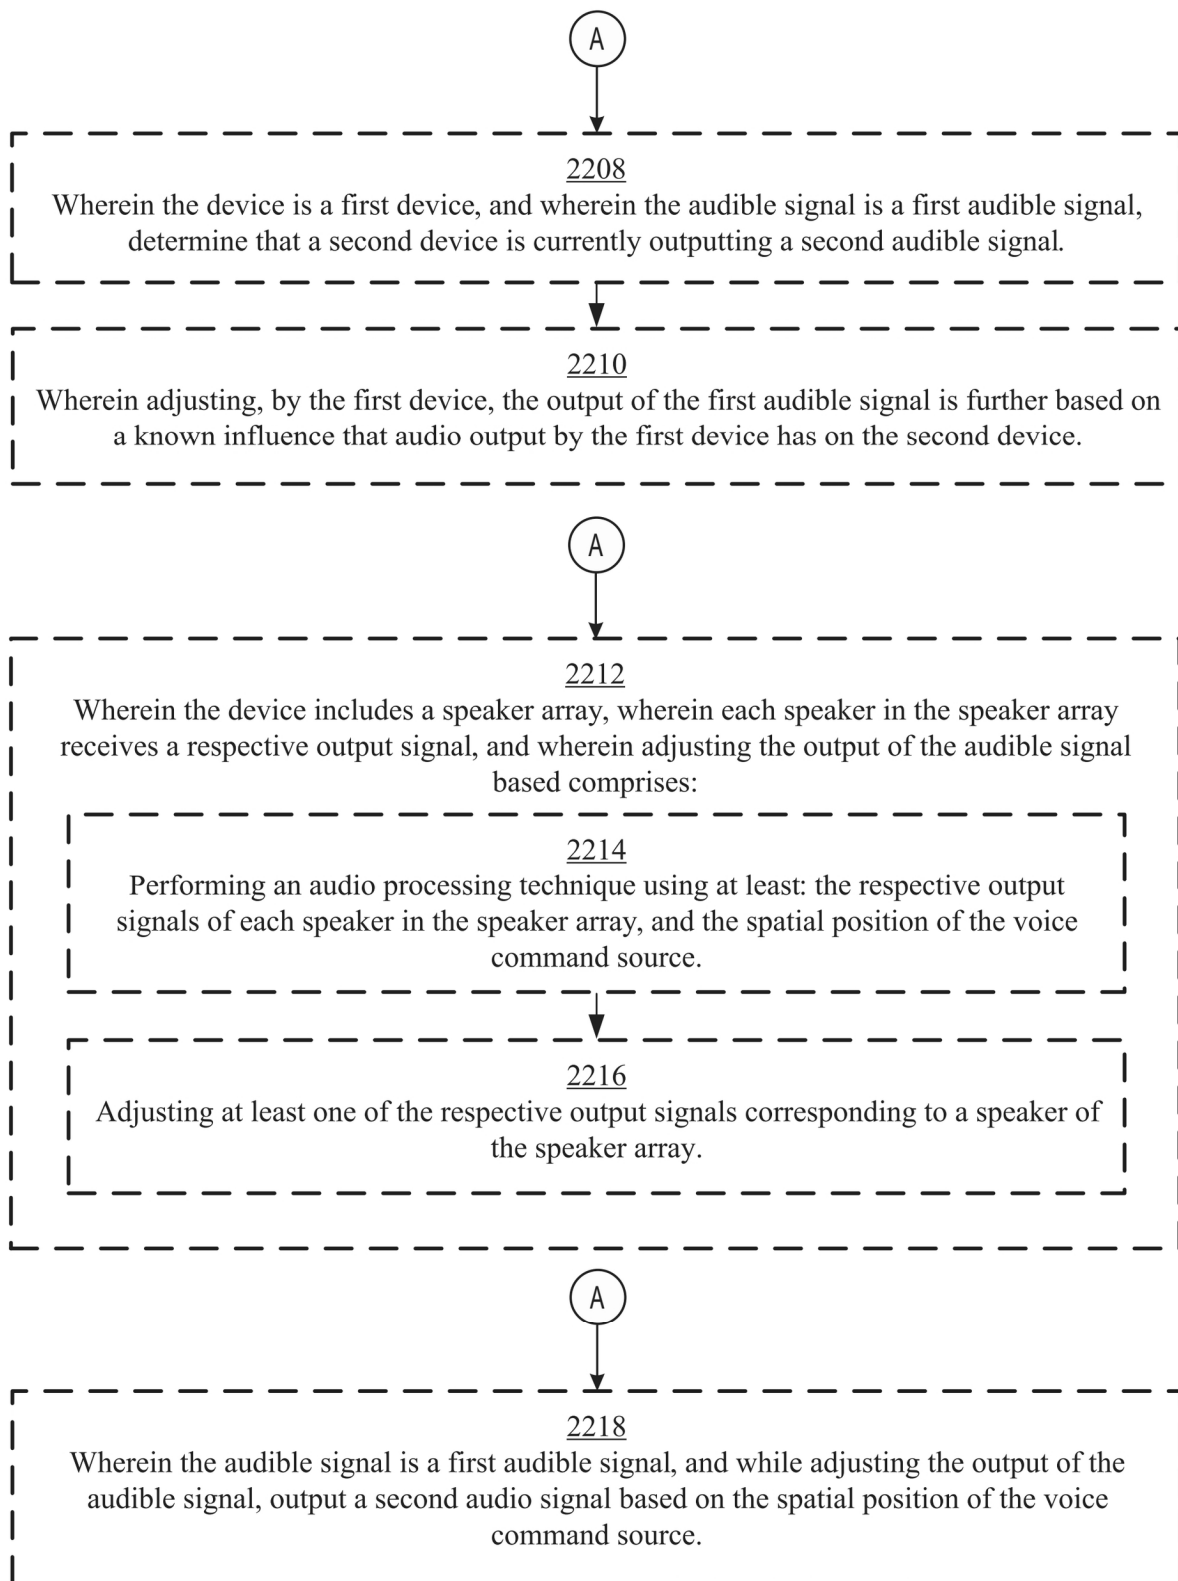 A
2208
Wherein the device is a first device, and wherein the audible signal is a first audible signal,
determine that a second device is currently outputting a second audible signal.
2210
Wherein adjusting, by the first device, the output of the first audible signal is further based on
a known influence that audio output by the first device has on the second device.
A
2212
Wherein the device includes a speaker array, wherein each speaker in the speaker array
receives a respective output signal, and wherein adjusting the output of the audible signal
based comprises:
2214
Performing an audio processing technique using at least: the respective output
signals of each speaker in the speaker array, and the spatial position of the voice
command source.
2216
Adjusting at least one of the respective output signals corresponding to a speaker of
the speaker array.
A
2218
Wherein the audible signal is a first audible signal, and while adjusting the output of the
audible signal, output a second audio signal based on the spatial position of the voice
command source.